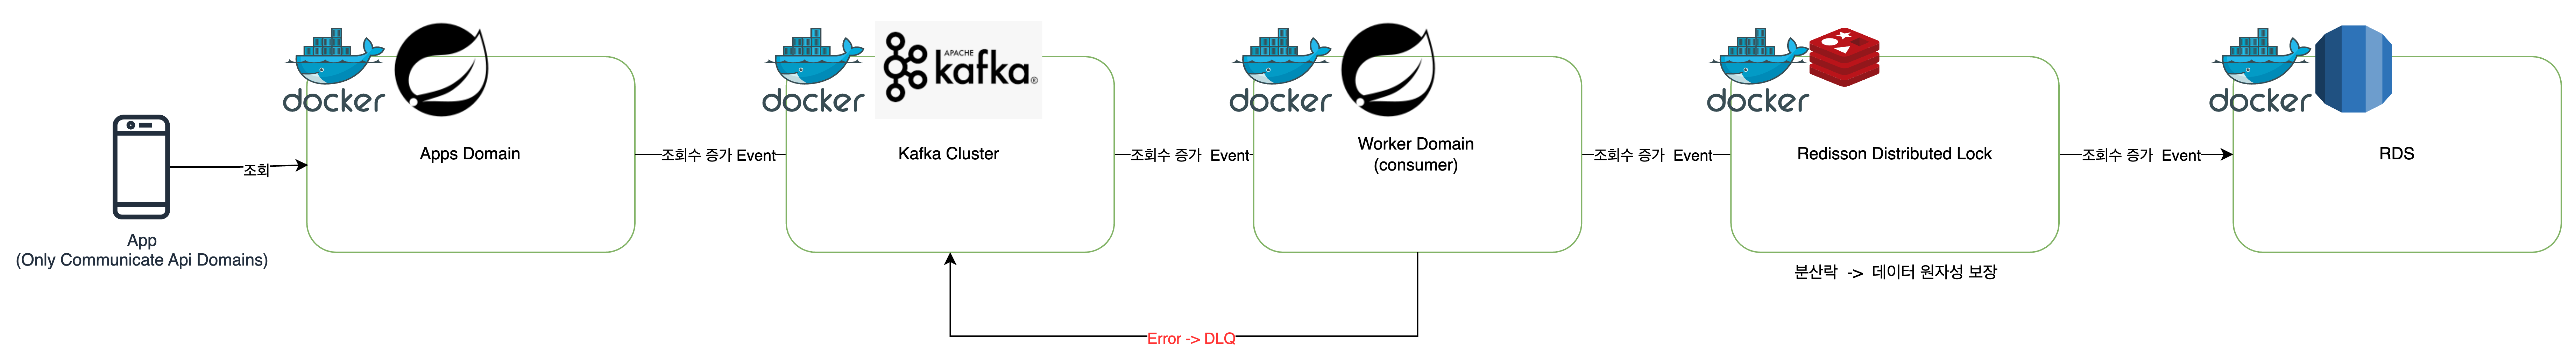 docker
docker
APACHE
kafka®
docker
docker
docker
조회
Apps Domain
조회수 증가 Event
Kafka Cluster
조회수 증가 Event
Worker Domain
(consumer)
조회수 증가 Event
Redisson Distributed Lock
조회수 증가 Event
RDS
App
(Only Communicate Api Domains)
분산락 -> 데이터 원자성 보장
Error -> DLQ